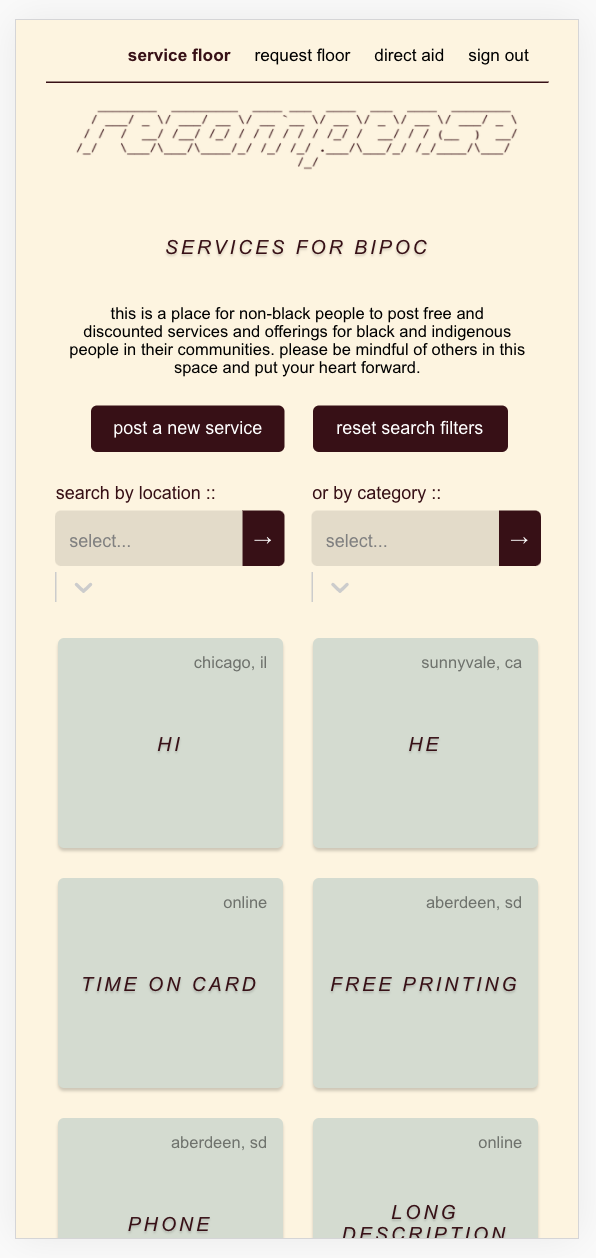 service floor request floor direct aid sign out
recompense
SERVICES FOR BIPOC
this is a place for non-black people to post free and
discounted services and offerings for black and indigenous
people in their communities. please be mindful of others in this
space and put your heart forward.
post a new service reset search filters
search by location :: or by category ::
select... → select... →
chicago, il sunnyvale, ca
HI HE
online aberdeen, sd
TIME ON CARD FREE PRINTING
aberdeen, sd online
PHONE LONG
DESCRIPTION